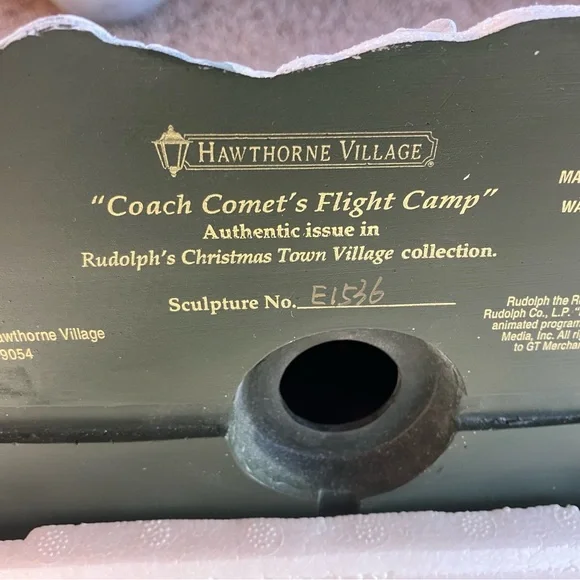 HAWTHORNE VILLAGE
"Coach Comet's Flight Camp"
Authentic issue in
Rudolph's Christmas Town Village collection.
Sculpture No. E1536
awthorne Village
9054
MA
WA
Rudolph the R
Rudolph Co., L.P.
animated program
Media, Inc. All rig
to GT Merchan